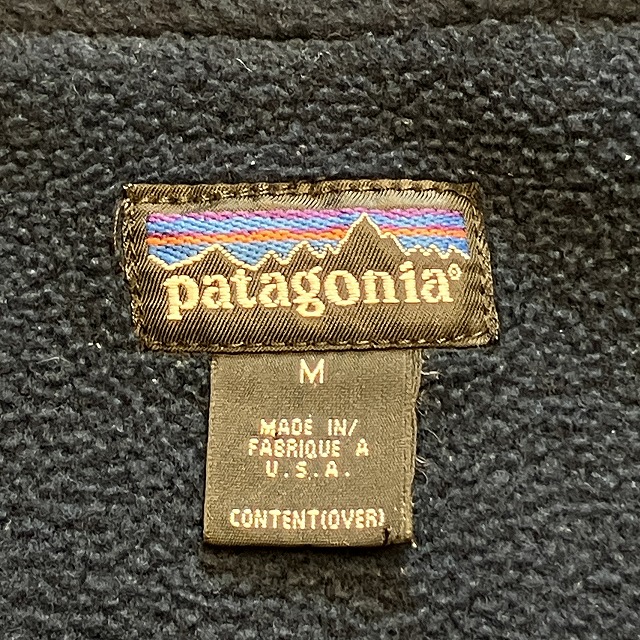 patagonia®
M
MADE IN/
FABRIQUE A
U.S.A.
CONTENT(OVER)